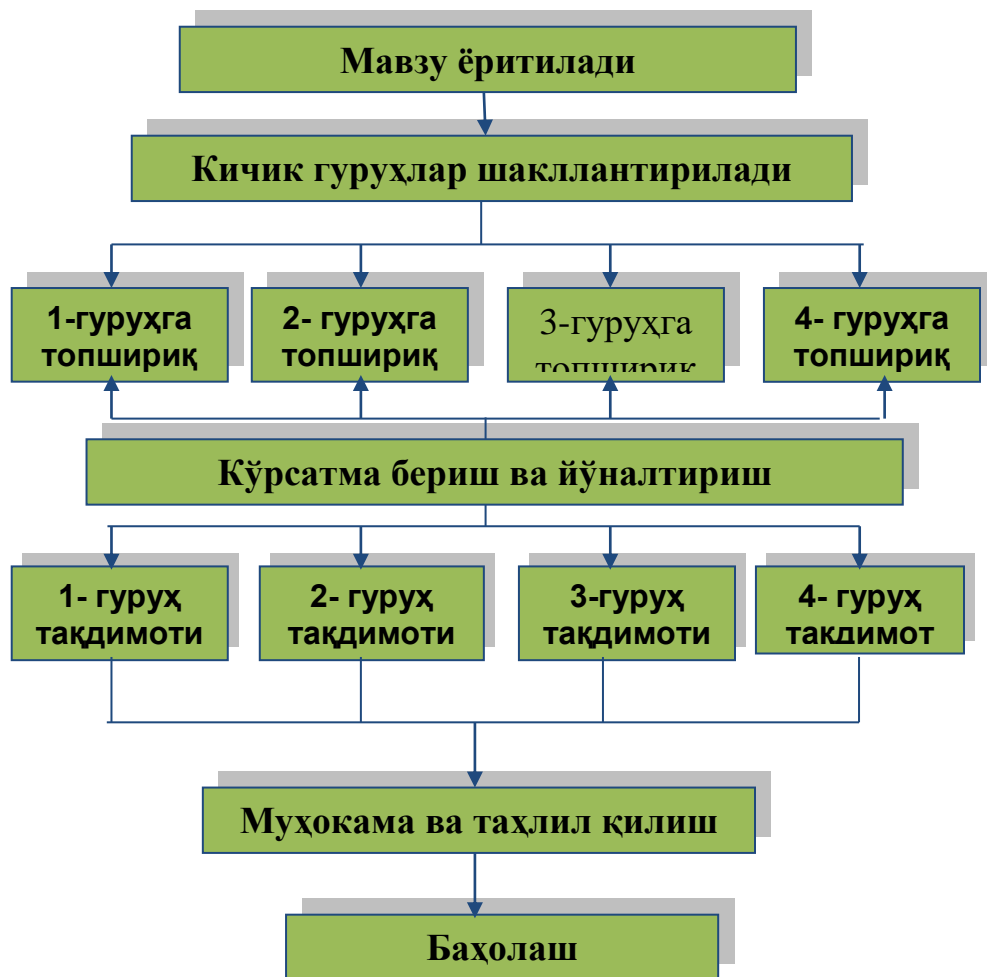 Мавзу ёритилади
Кичик гуруҳлар шакллантирилади
1-гуруҳга
топшириқ
2- гуруҳга
топшириқ
3-гуруҳга
топшириқ
4- гуруҳга
топшириқ
Кўрсатма бериш ва йўналтириш
1- гуруҳ
тақдимоти
2- гуруҳ
тақдимоти
3-гуруҳ
тақдимоти
4- гуруҳ
тақдимот
Муҳокама ва таҳлил қилиш
Баҳолаш